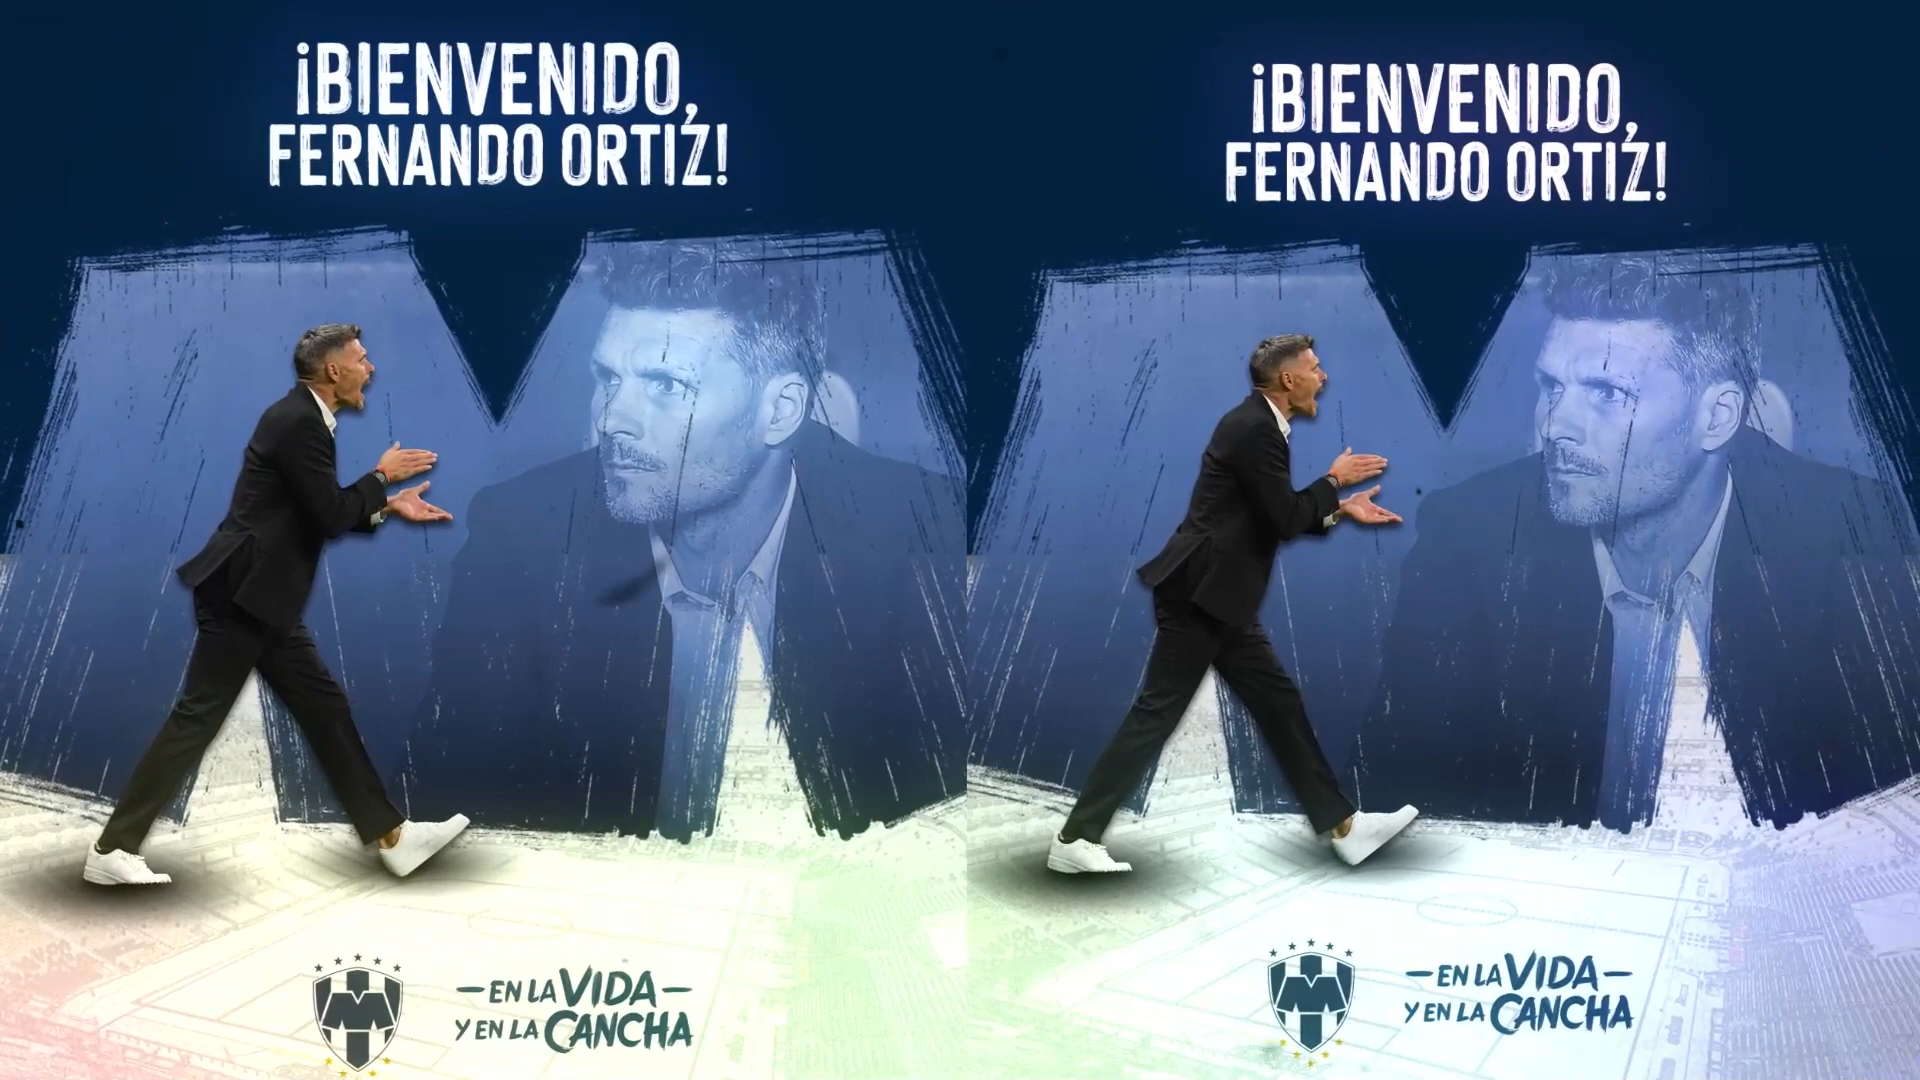 ¡BIENVENIDO,
FERNANDO ORTIZ!
EN LA VIDA
Y EN LA CANCHA
¡BIENVENIDO,
FERNANDO ORTIZ!
EN LA VIDA
Y EN LA CANCHA